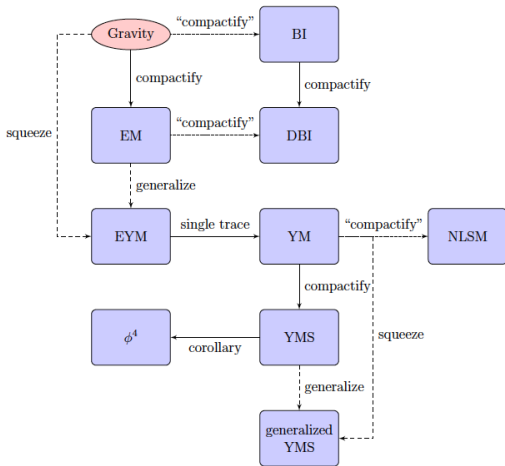 Gravity
“compactify”
BI
compactify
compactify
squeeze
EM
“compactify”
DBI
generalize
EYM
single trace
YM
“compactify”
NLSM
compactify
ϕ⁴
corollary
YMS
squeeze
generalize
generalized
YMS